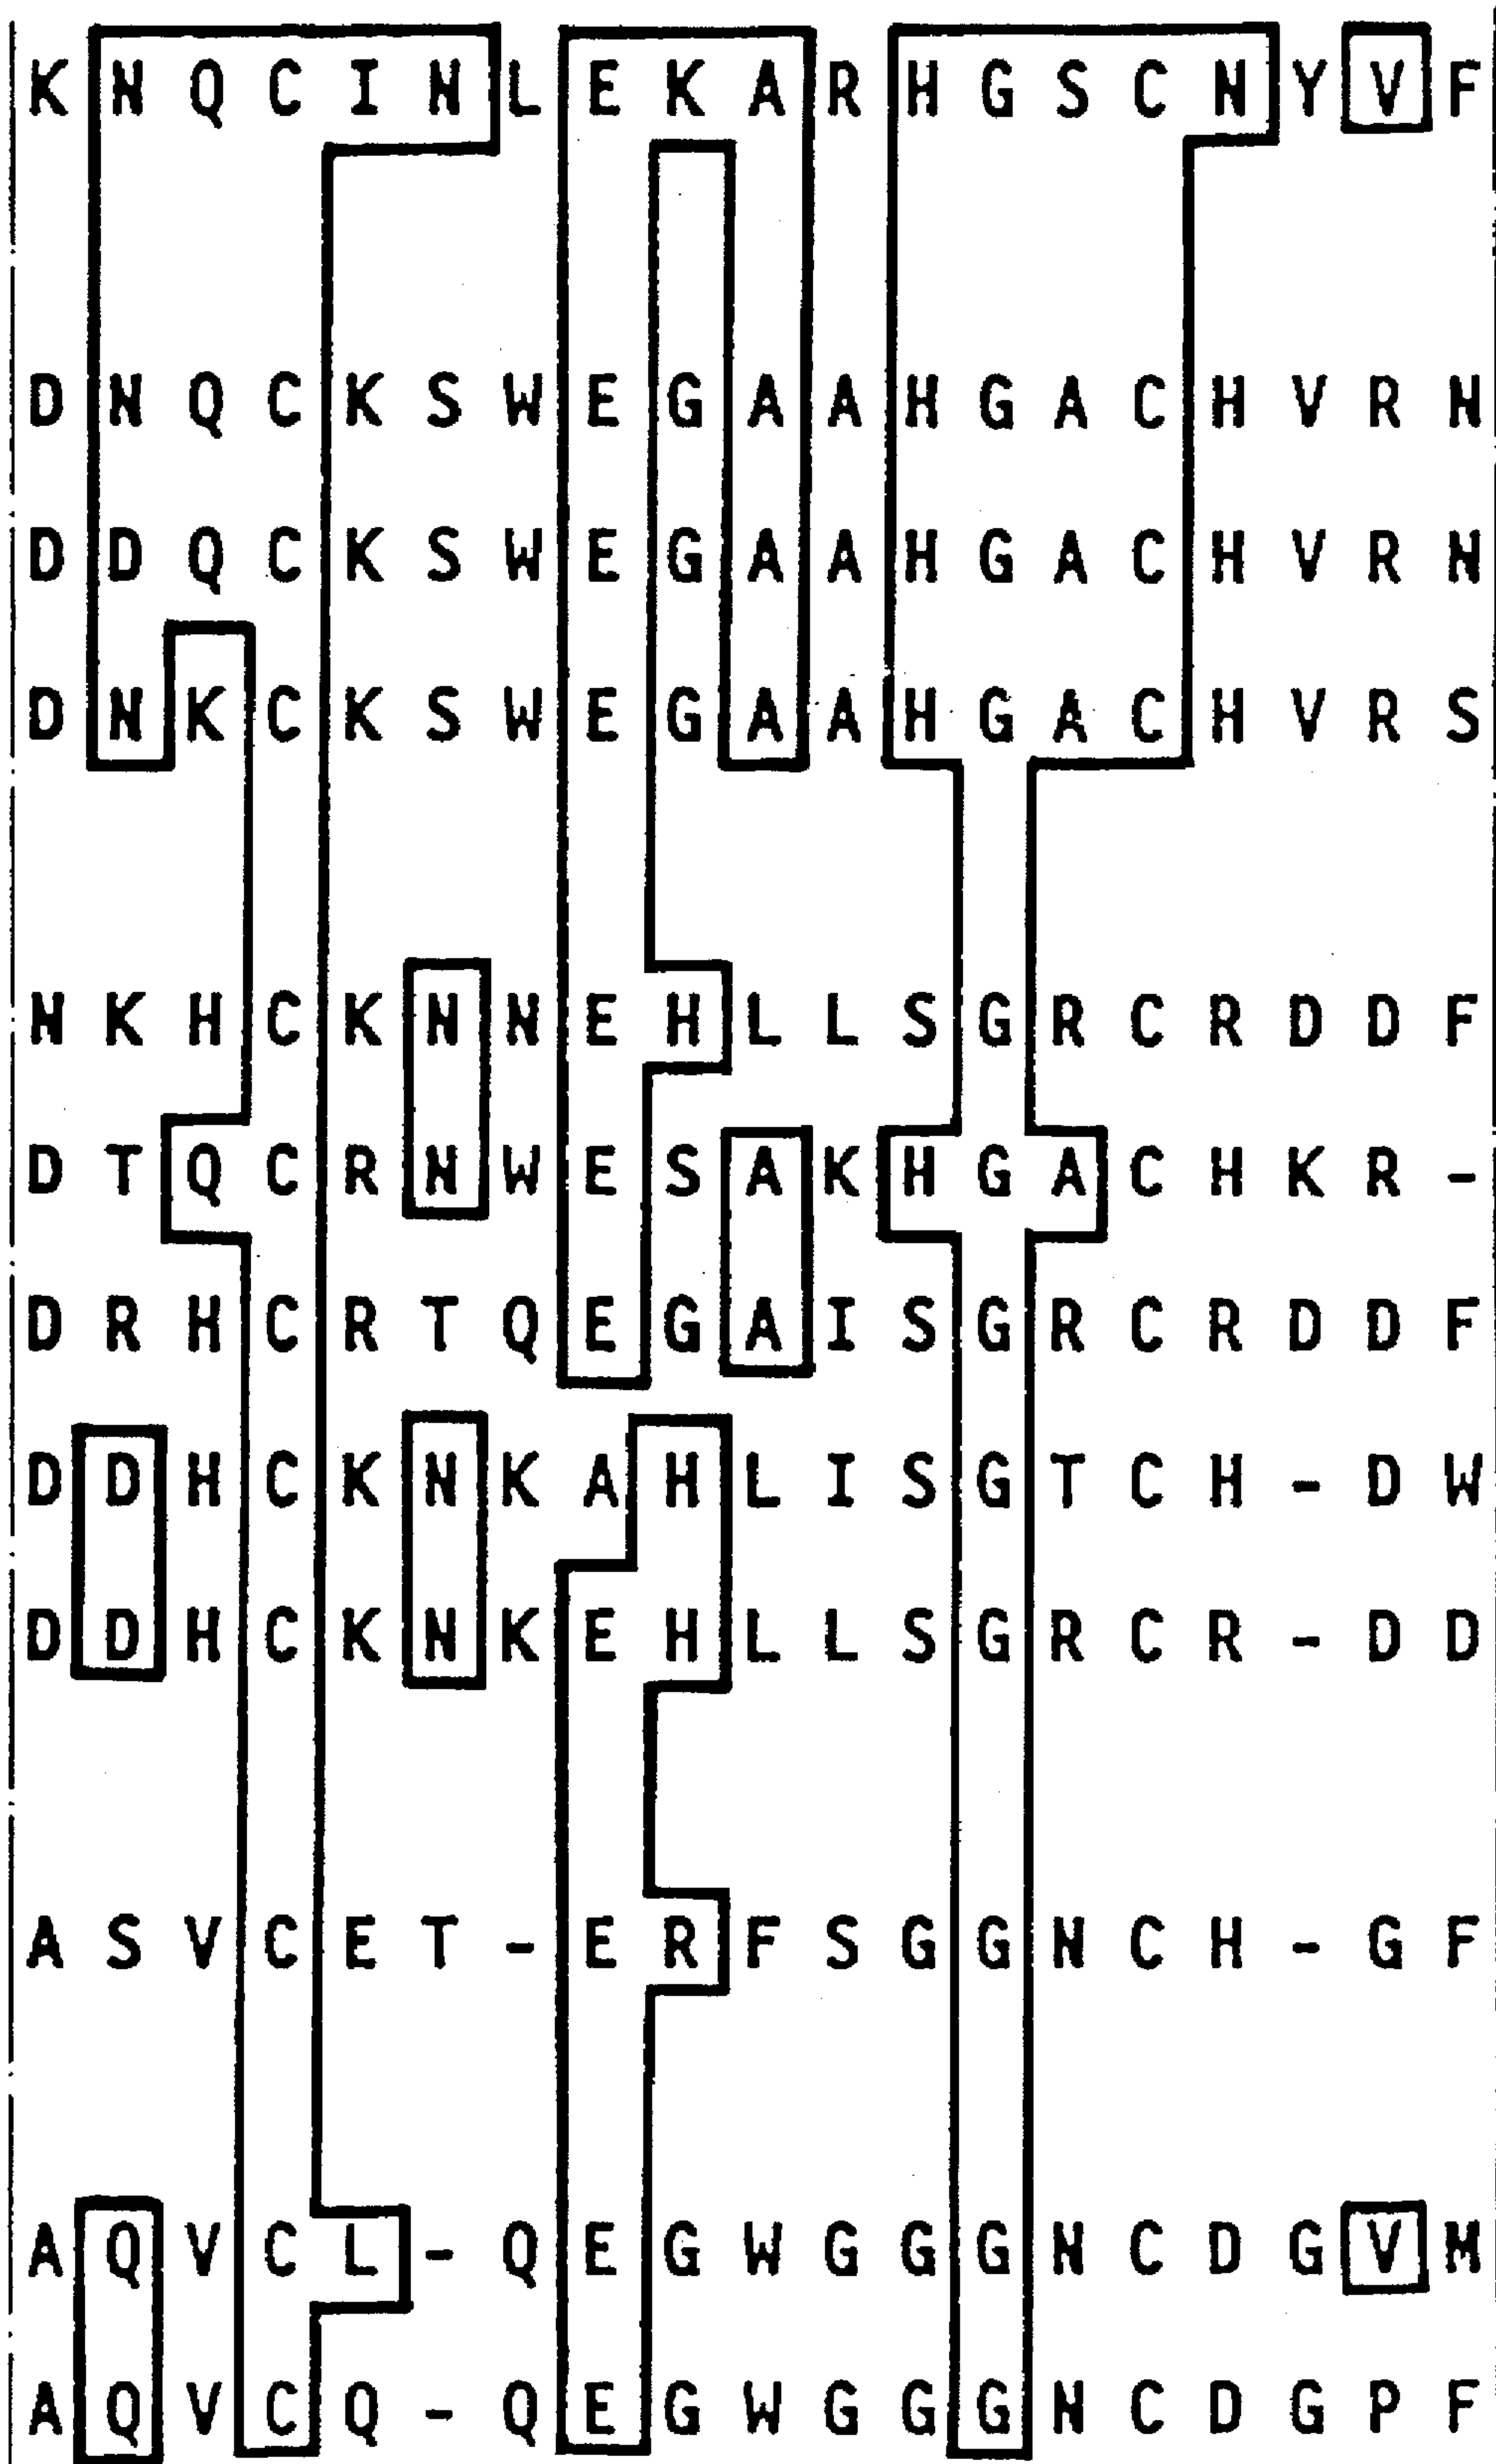 K N Q C I N L E K A R H G S C N Y V F
D N Q C K S W E G A A H G A C H V R N
D D Q C K S W E G A A H G A C H V R N
D N K C K S W E G A A H G A C H V R S
N K H C K N N E H L L S G R C R D D F
D T Q C R N W E S A K H G A C H K R -
D R H C R T Q E G A I S G R C R D D F
D D H C K N K A H L I S G T C H - D W
D D H C K N K E H L L S G R C R - D D
A S V C E T - E R F S G G N C H - G F
A Q V C L - Q E G W G G G N C D G V M
A Q V C Q - Q E G W G G G N C D G P F